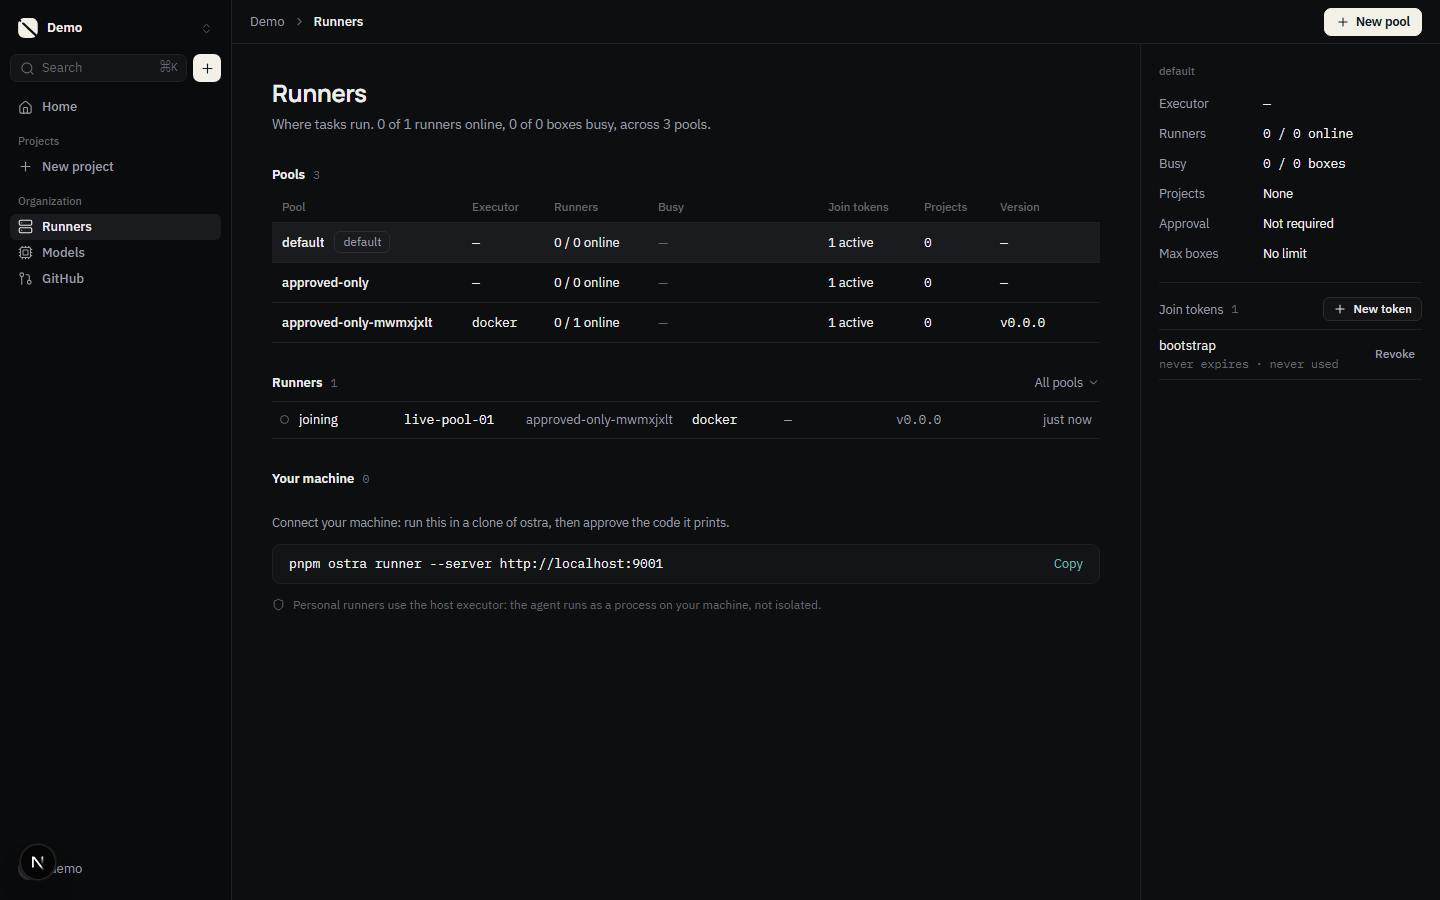 Demo
Search ⌘K
Home
Projects
New project
Organization
Runners
Models
GitHub
N
emo
Demo > Runners
New pool
Runners
Where tasks run. 0 of 1 runners online, 0 of 0 boxes busy, across 3 pools.
Pools 3
Pool Executor Runners Busy Join tokens Projects Version
default default — 0 / 0 online — 1 active 0 —
approved-only — 0 / 0 online — 1 active 0 —
approved-only-mwmxjxlt docker 0 / 1 online — 1 active 0 v0.0.0
Runners 1 All pools
joining live-pool-01 approved-only-mwmxjxlt docker — v0.0.0 just now
Your machine 0
Connect your machine: run this in a clone of ostra, then approve the code it prints.
pnpm ostra runner --server http://localhost:9001 Copy
Personal runners use the host executor: the agent runs as a process on your machine, not isolated.
default
Executor —
Runners 0 / 0 online
Busy 0 / 0 boxes
Projects None
Approval Not required
Max boxes No limit
Join tokens 1 New token
bootstrap Revoke
never expires · never used